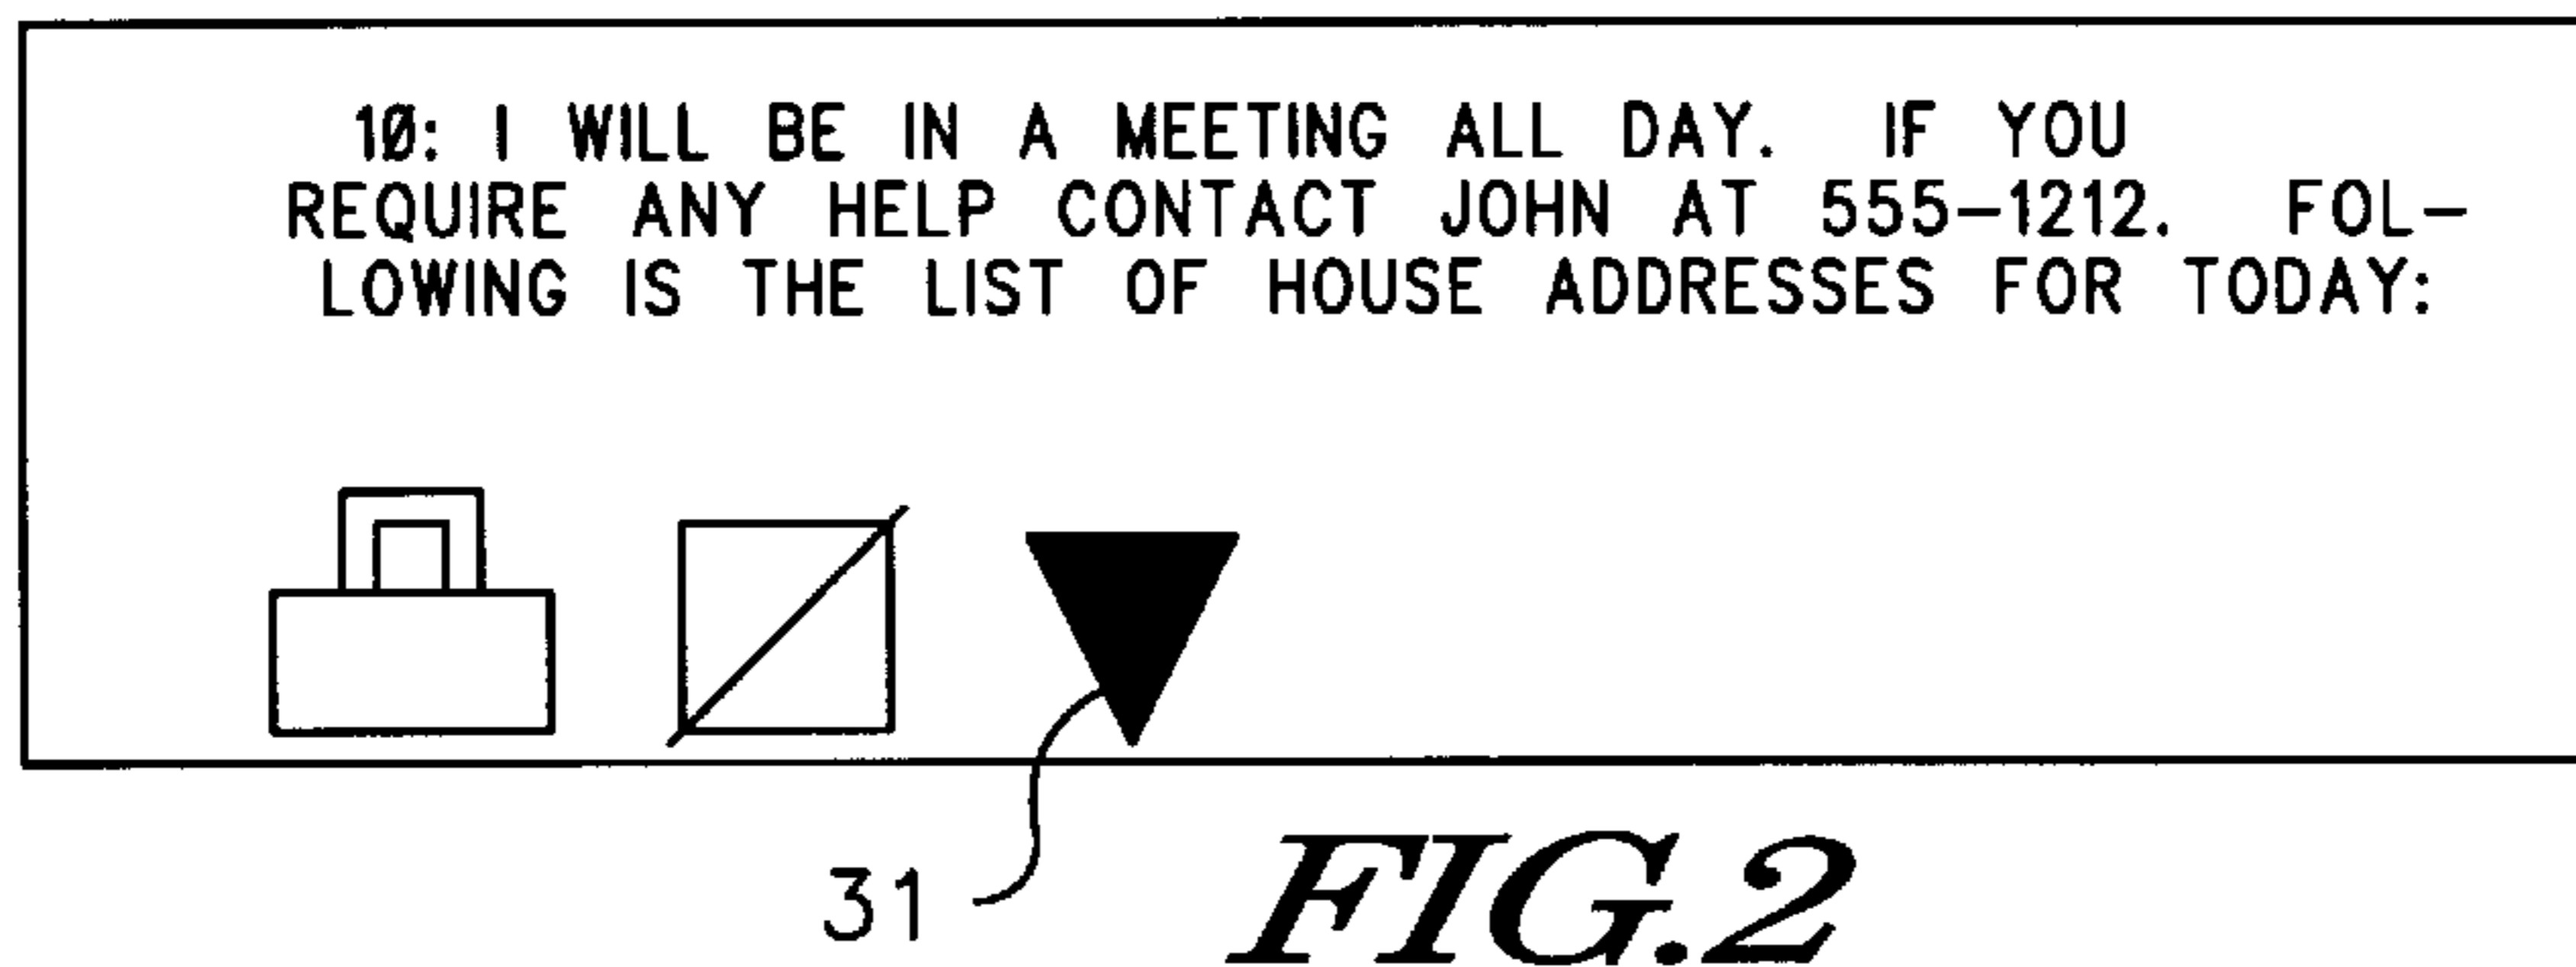 10: I WILL BE IN A MEETING ALL DAY. IF YOU
REQUIRE ANY HELP CONTACT JOHN AT 555-1212. FOL-
LOWING IS THE LIST OF HOUSE ADDRESSES FOR TODAY:
31
FIG.2